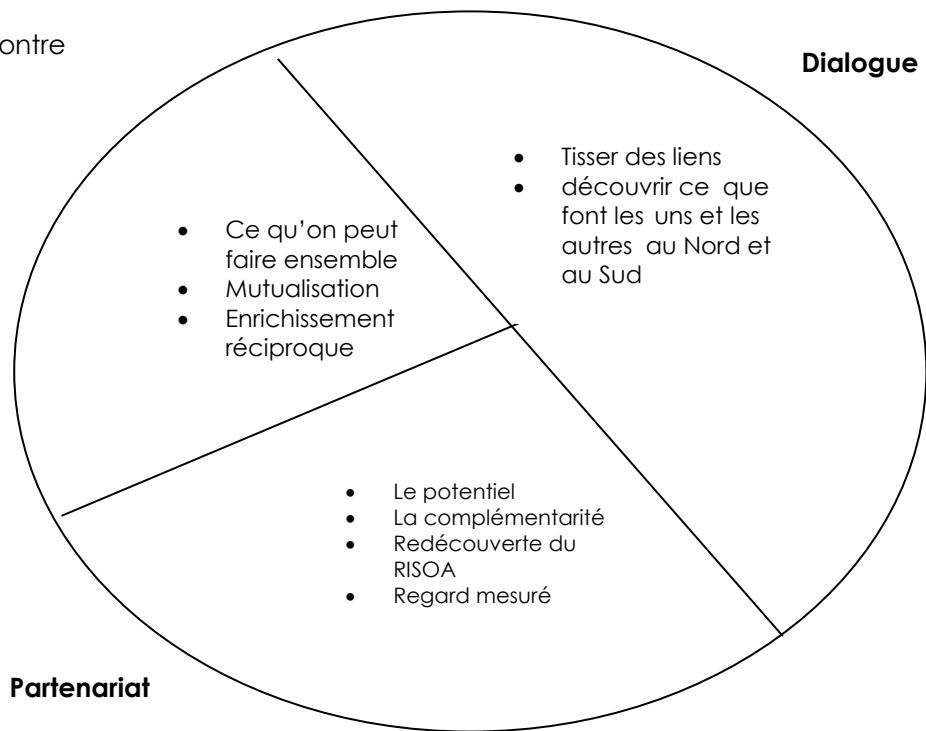 ontre
Dialogue
• Tisser des liens
• découvrir ce que
font les uns et les
autres au Nord et
au Sud
• Ce qu'on peut
faire ensemble
• Mutualisation
• Enrichissement
réciproque
• Le potentiel
• La complémentarité
• Redécouverte du
RISOA
• Regard mesuré
Partenariat